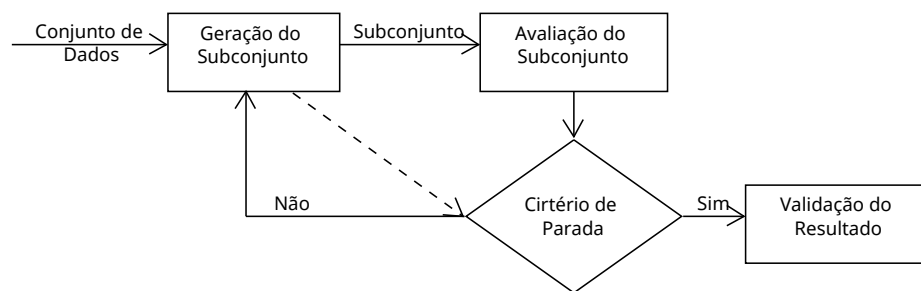 Conjunto de
Dados
Geração do
Subconjunto
Subconjunto
Avaliação do
Subconjunto
Não
Cirtério de
Parada
Sim
Validação do
Resultado